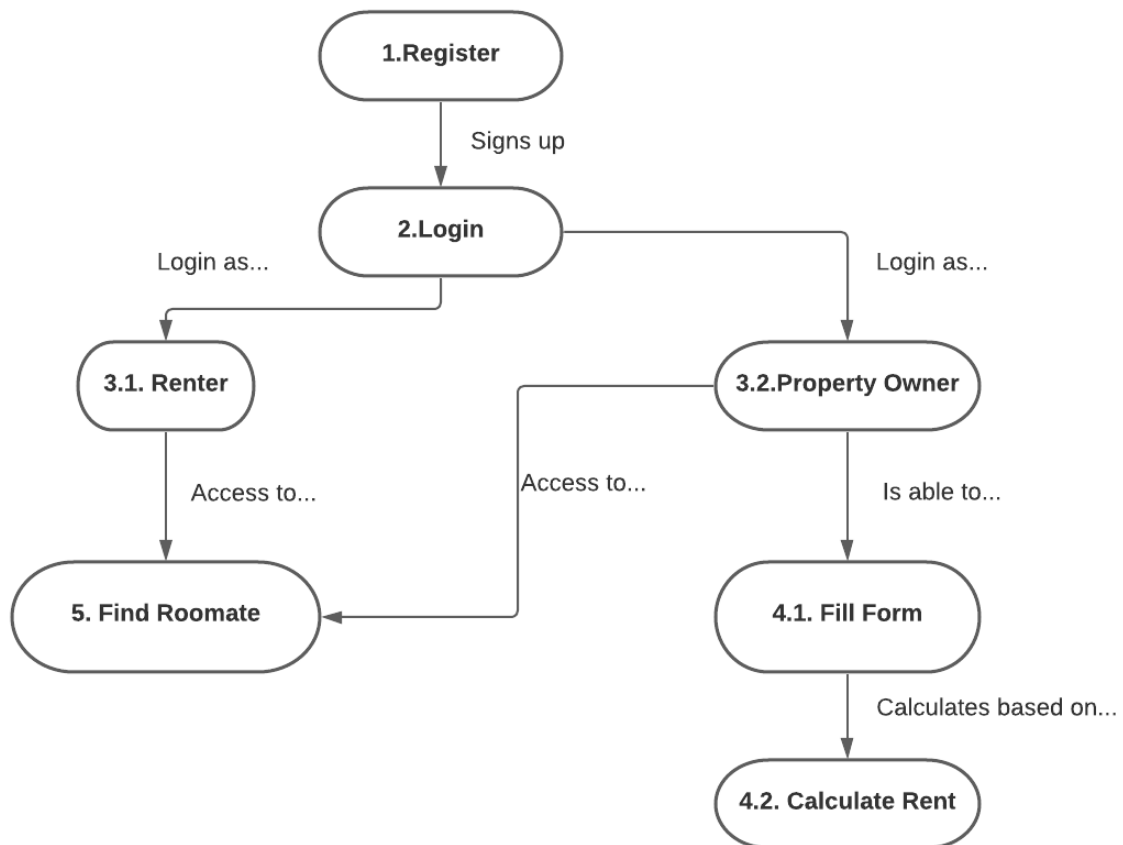 1.Register
Signs up
2.Login
Login as...
Login as...
3.1. Renter
3.2.Property Owner
Access to...
Access to...
Is able to...
5. Find Roomate
4.1. Fill Form
Calculates based on...
4.2. Calculate Rent